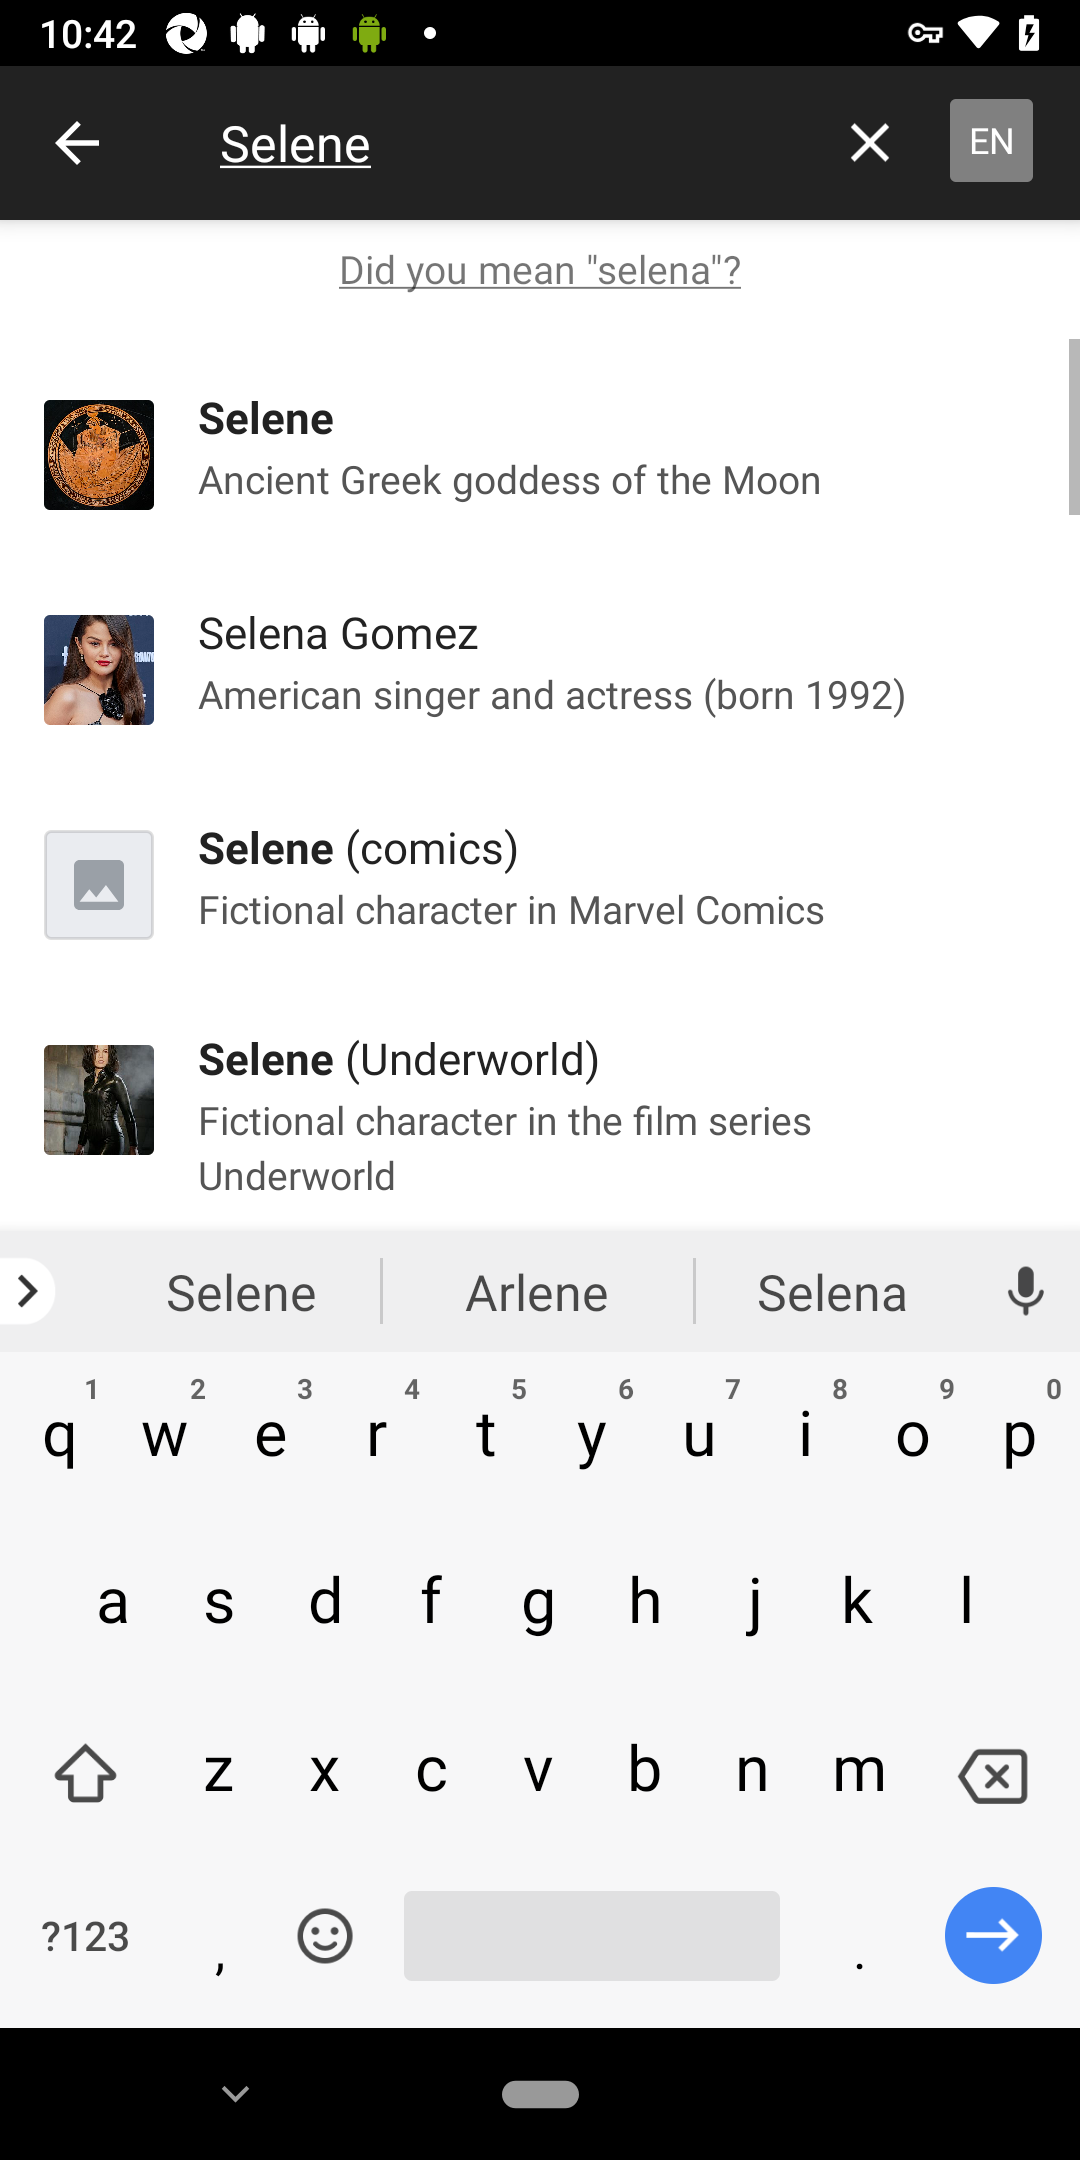 10:42
Selene
EN
Did you mean "selena"?
Selene
Ancient Greek goddess of the Moon
Selena Gomez
American singer and actress (born 1992)
Selene (comics)
Fictional character in Marvel Comics
Selene (Underworld)
Fictional character in the film series
Underworld
Selene Arlene Selena
1 2 3 4 5 6 7 8 9 0
q w e r t y u i o p
a s d f g h j k l
z x c v b n m
?123 , .